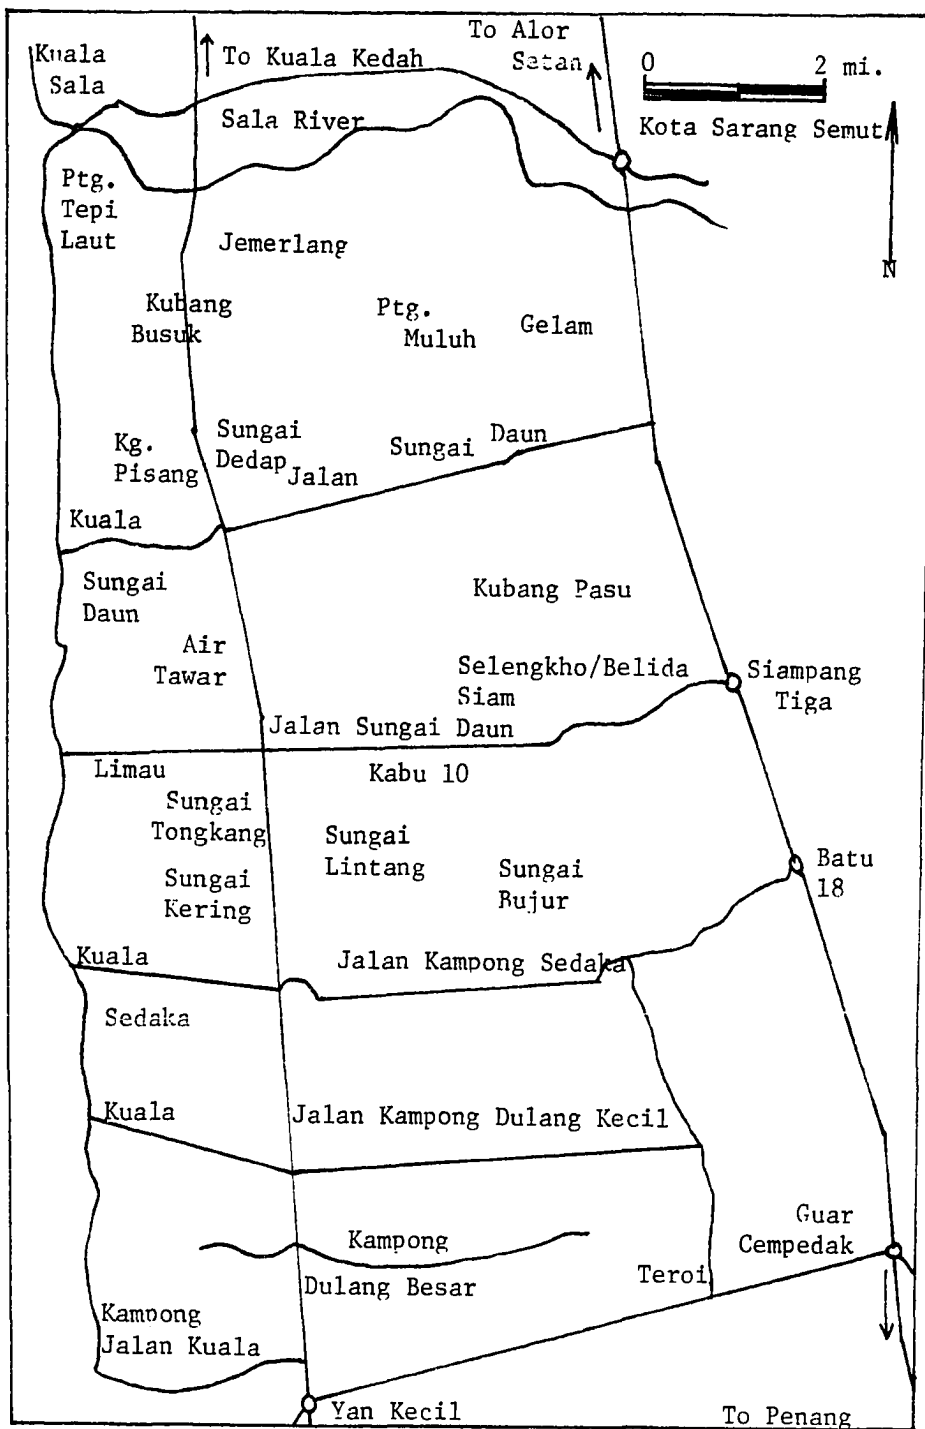 To Alor
Setan
Kuala
Sala
To Kuala Kedah
0 2 mi.
Sala River
Kota Sarang Semut
Ptg.
Tepi
Laut
Jemerlang
N
Kubang
Busuk
Ptg.
Muluh
Gelam
Sungai
Dedap
Kg.
Pisang
Jalan Sungai Daun
Kuala
Sungai
Daun
Kubang Pasu
Air
Tawar
Selengkho/Belida
Siam
Siampang
Tiga
Jalan Sungai Daun
Limau
Kabu 10
Sungai
Tongkang
Sungai
Lintang
Sungai
Kering
Sungai
Bujur
Batu
18
Kuala
Jalan Kampong Sedaka
Sedaka
Kuala
Jalan Kampong Dulang Kecil
Guar
Cempedak
Kampong
Dulang Besar
Teroi
Kampong
Jalan Kuala
Yan Kecil
To Penang